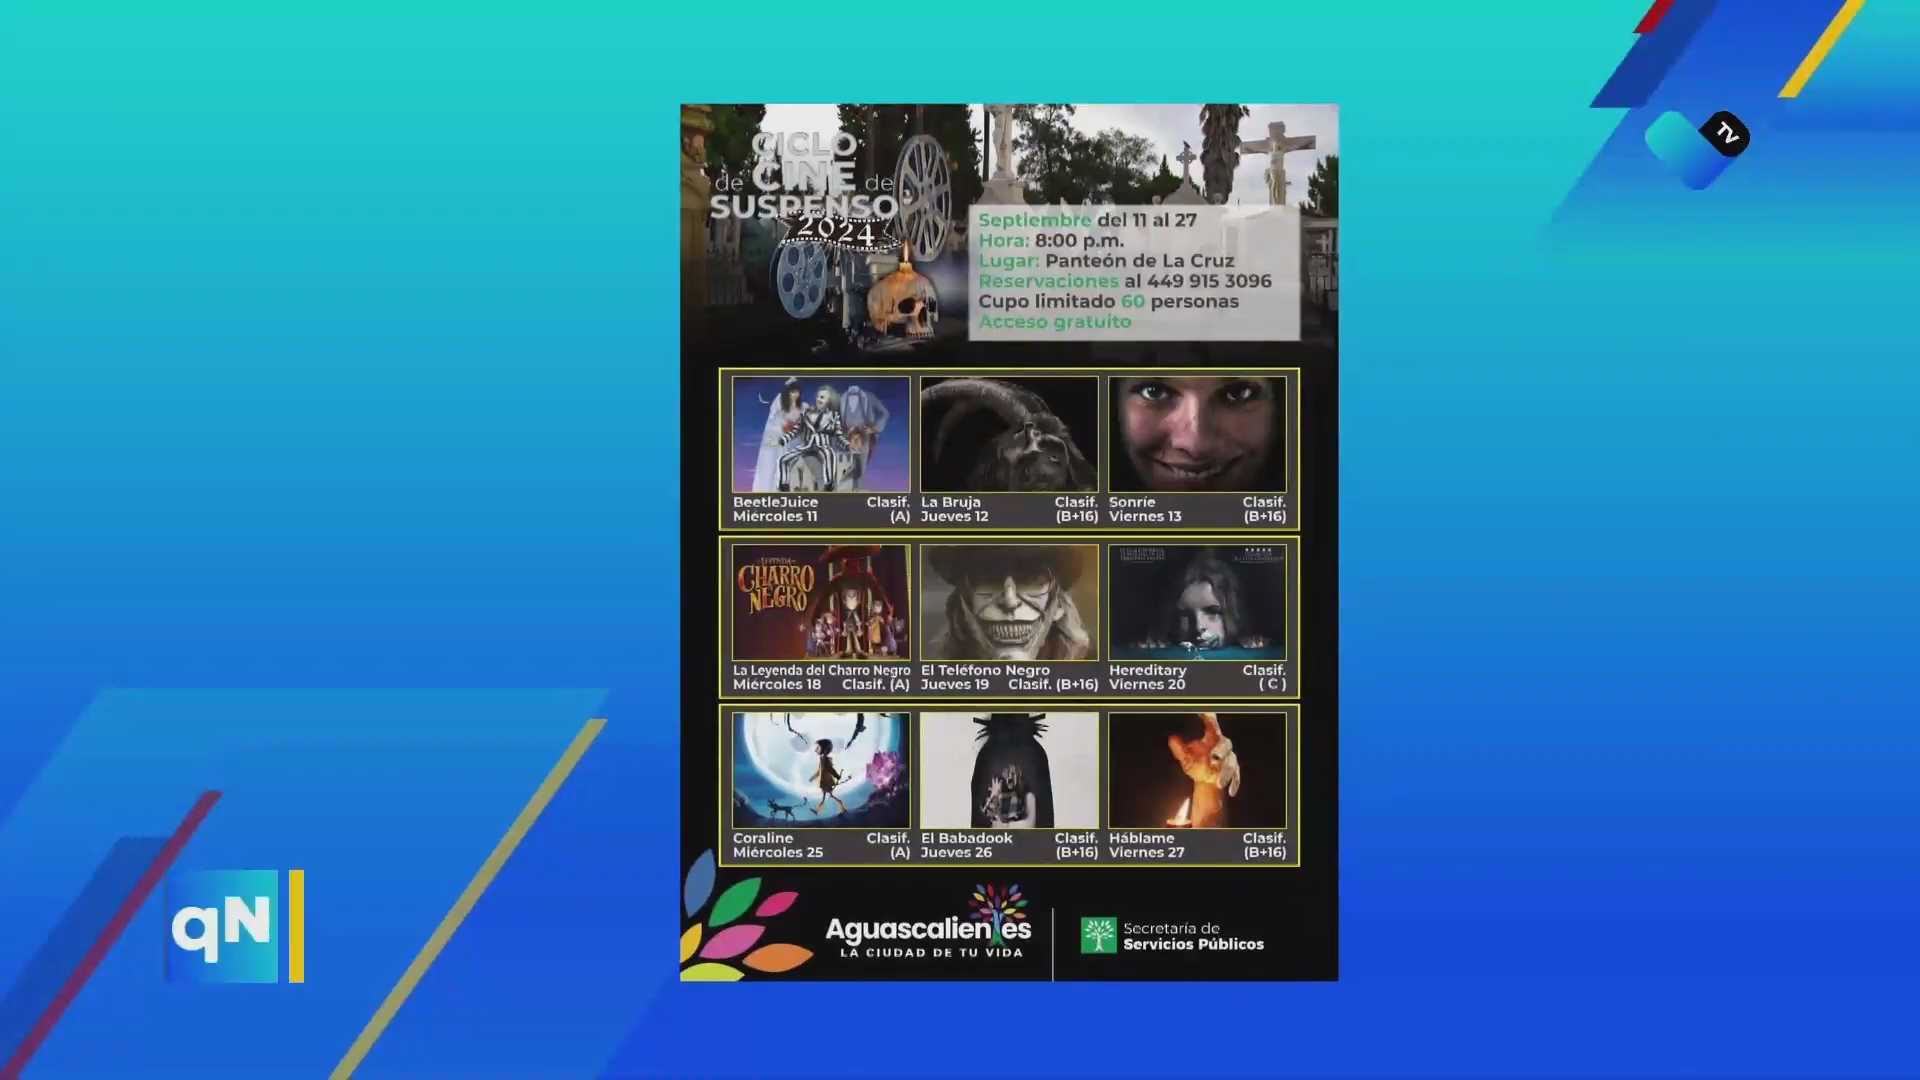 TV
CICLO
de CINE de
SUSPENSO
2024
Septiembre del 11 al 27
Hora: 8:00 p.m.
Lugar: Panteón de La Cruz
Reservaciones al 449 915 3096
Cupo limitado 60 personas
Acceso gratuito
BeetleJuice Clasif.
Miércoles 11 (A)
La Bruja Clasif.
Jueves 12 (B+16)
Sonríe Clasif.
Viernes 13 (B+16)
LEYENDA
CHARRO
NEGRO
La Leyenda del Charro Negro
Miércoles 18 Clasif. (A)
El Teléfono Negro
Jueves 19 Clasif. (B+16)
Hereditary Clasif.
Viernes 20 ( C )
Coraline Clasif.
Miércoles 25 (A)
El Babadook Clasif.
Jueves 26 (B+16)
Háblame Clasif.
Viernes 27 (B+16)
Aguascalientes
LA CIUDAD DE TU VIDA
Secretaría de
Servicios Públicos
qN